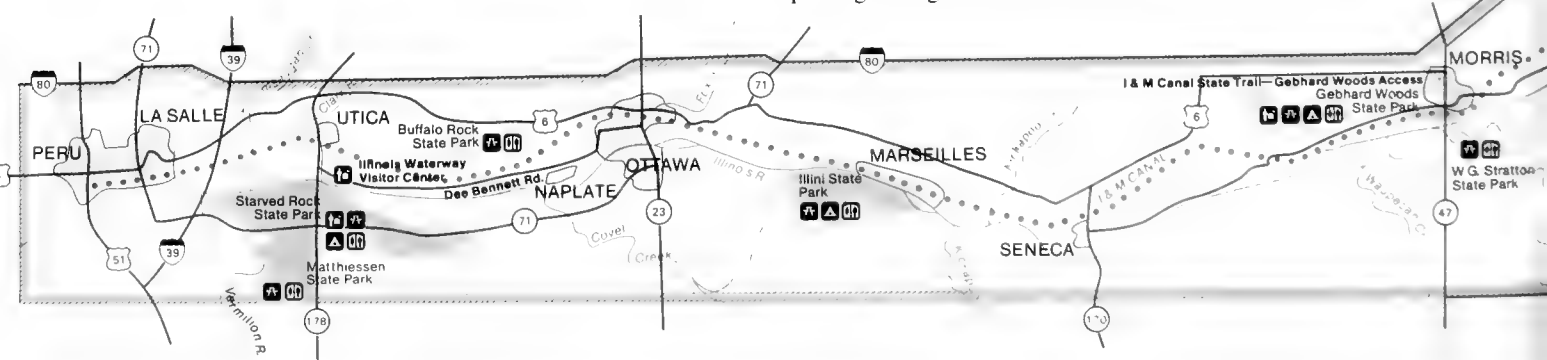 71
39
80
80
71
MORRIS
LA SALLE
UTICA
I & M Canal State Trail—Gebhard Woods Access
Gebhard Woods
State Park
Buffalo Rock
State Park
6
6
PERU
Illinois Waterway
Visitor Center
Dee Bennett Rd.
OTTAWA
NAPLATE
Illinois R.
MARSEILLES
Illini State
Park
I & M CANAL
W.G. Stratton
State Park
Starved Rock
State Park
71
23
47
Covel
Creek
SENECA
51
39
Matthiessen
State Park
Vermilion R.
178